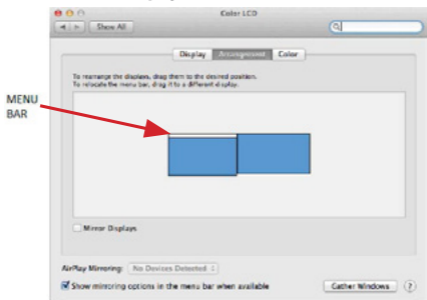 Color LCD
Show All
Display Arrangement Color
To rearrange the displays, drag them to the desired position.
To relocate the menu bar, drag it to a different display.
MENU
BAR
Mirror Displays
AirPlay Mirroring: No Devices Detected
Show mirroring options in the menu bar when available
Gather Windows ?